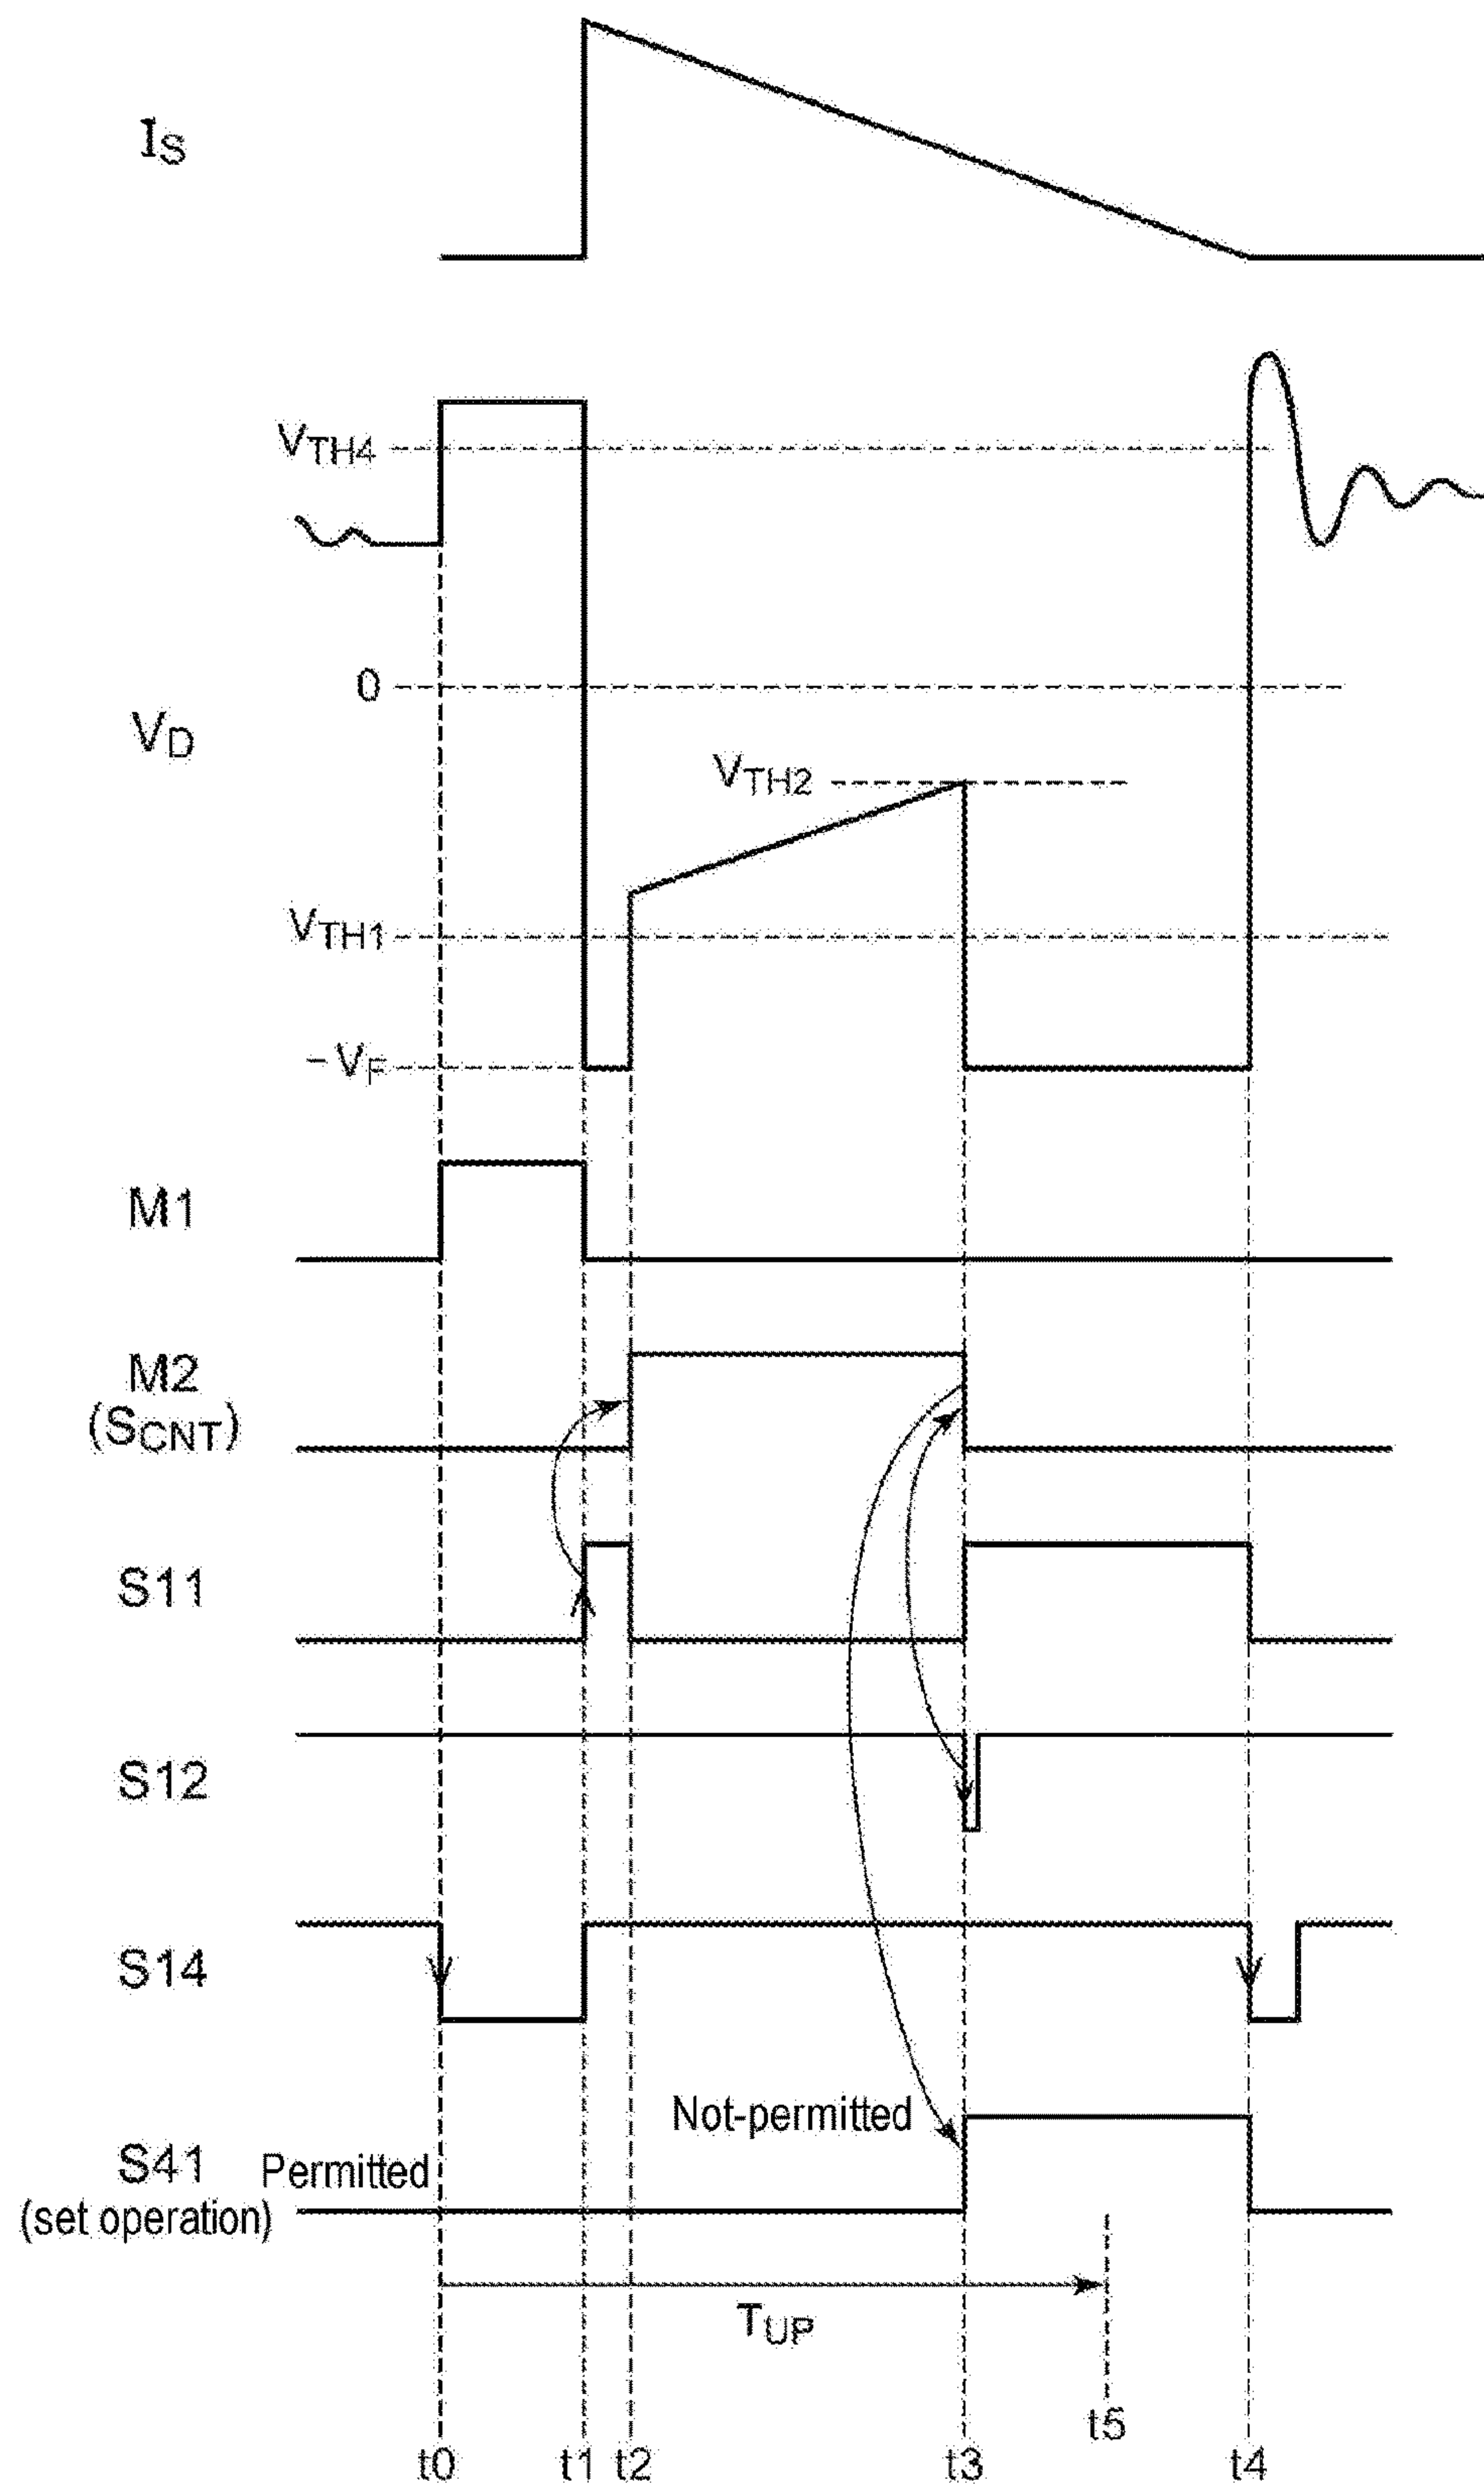 IS
VTH4
0
VD
VTH2
VTH1
-VF
M1
M2
(SCNT)
S11
S12
S14
Not-permitted
S41 Permitted
(set operation)
TUP
t5
t0 t1 t2 t3 t4